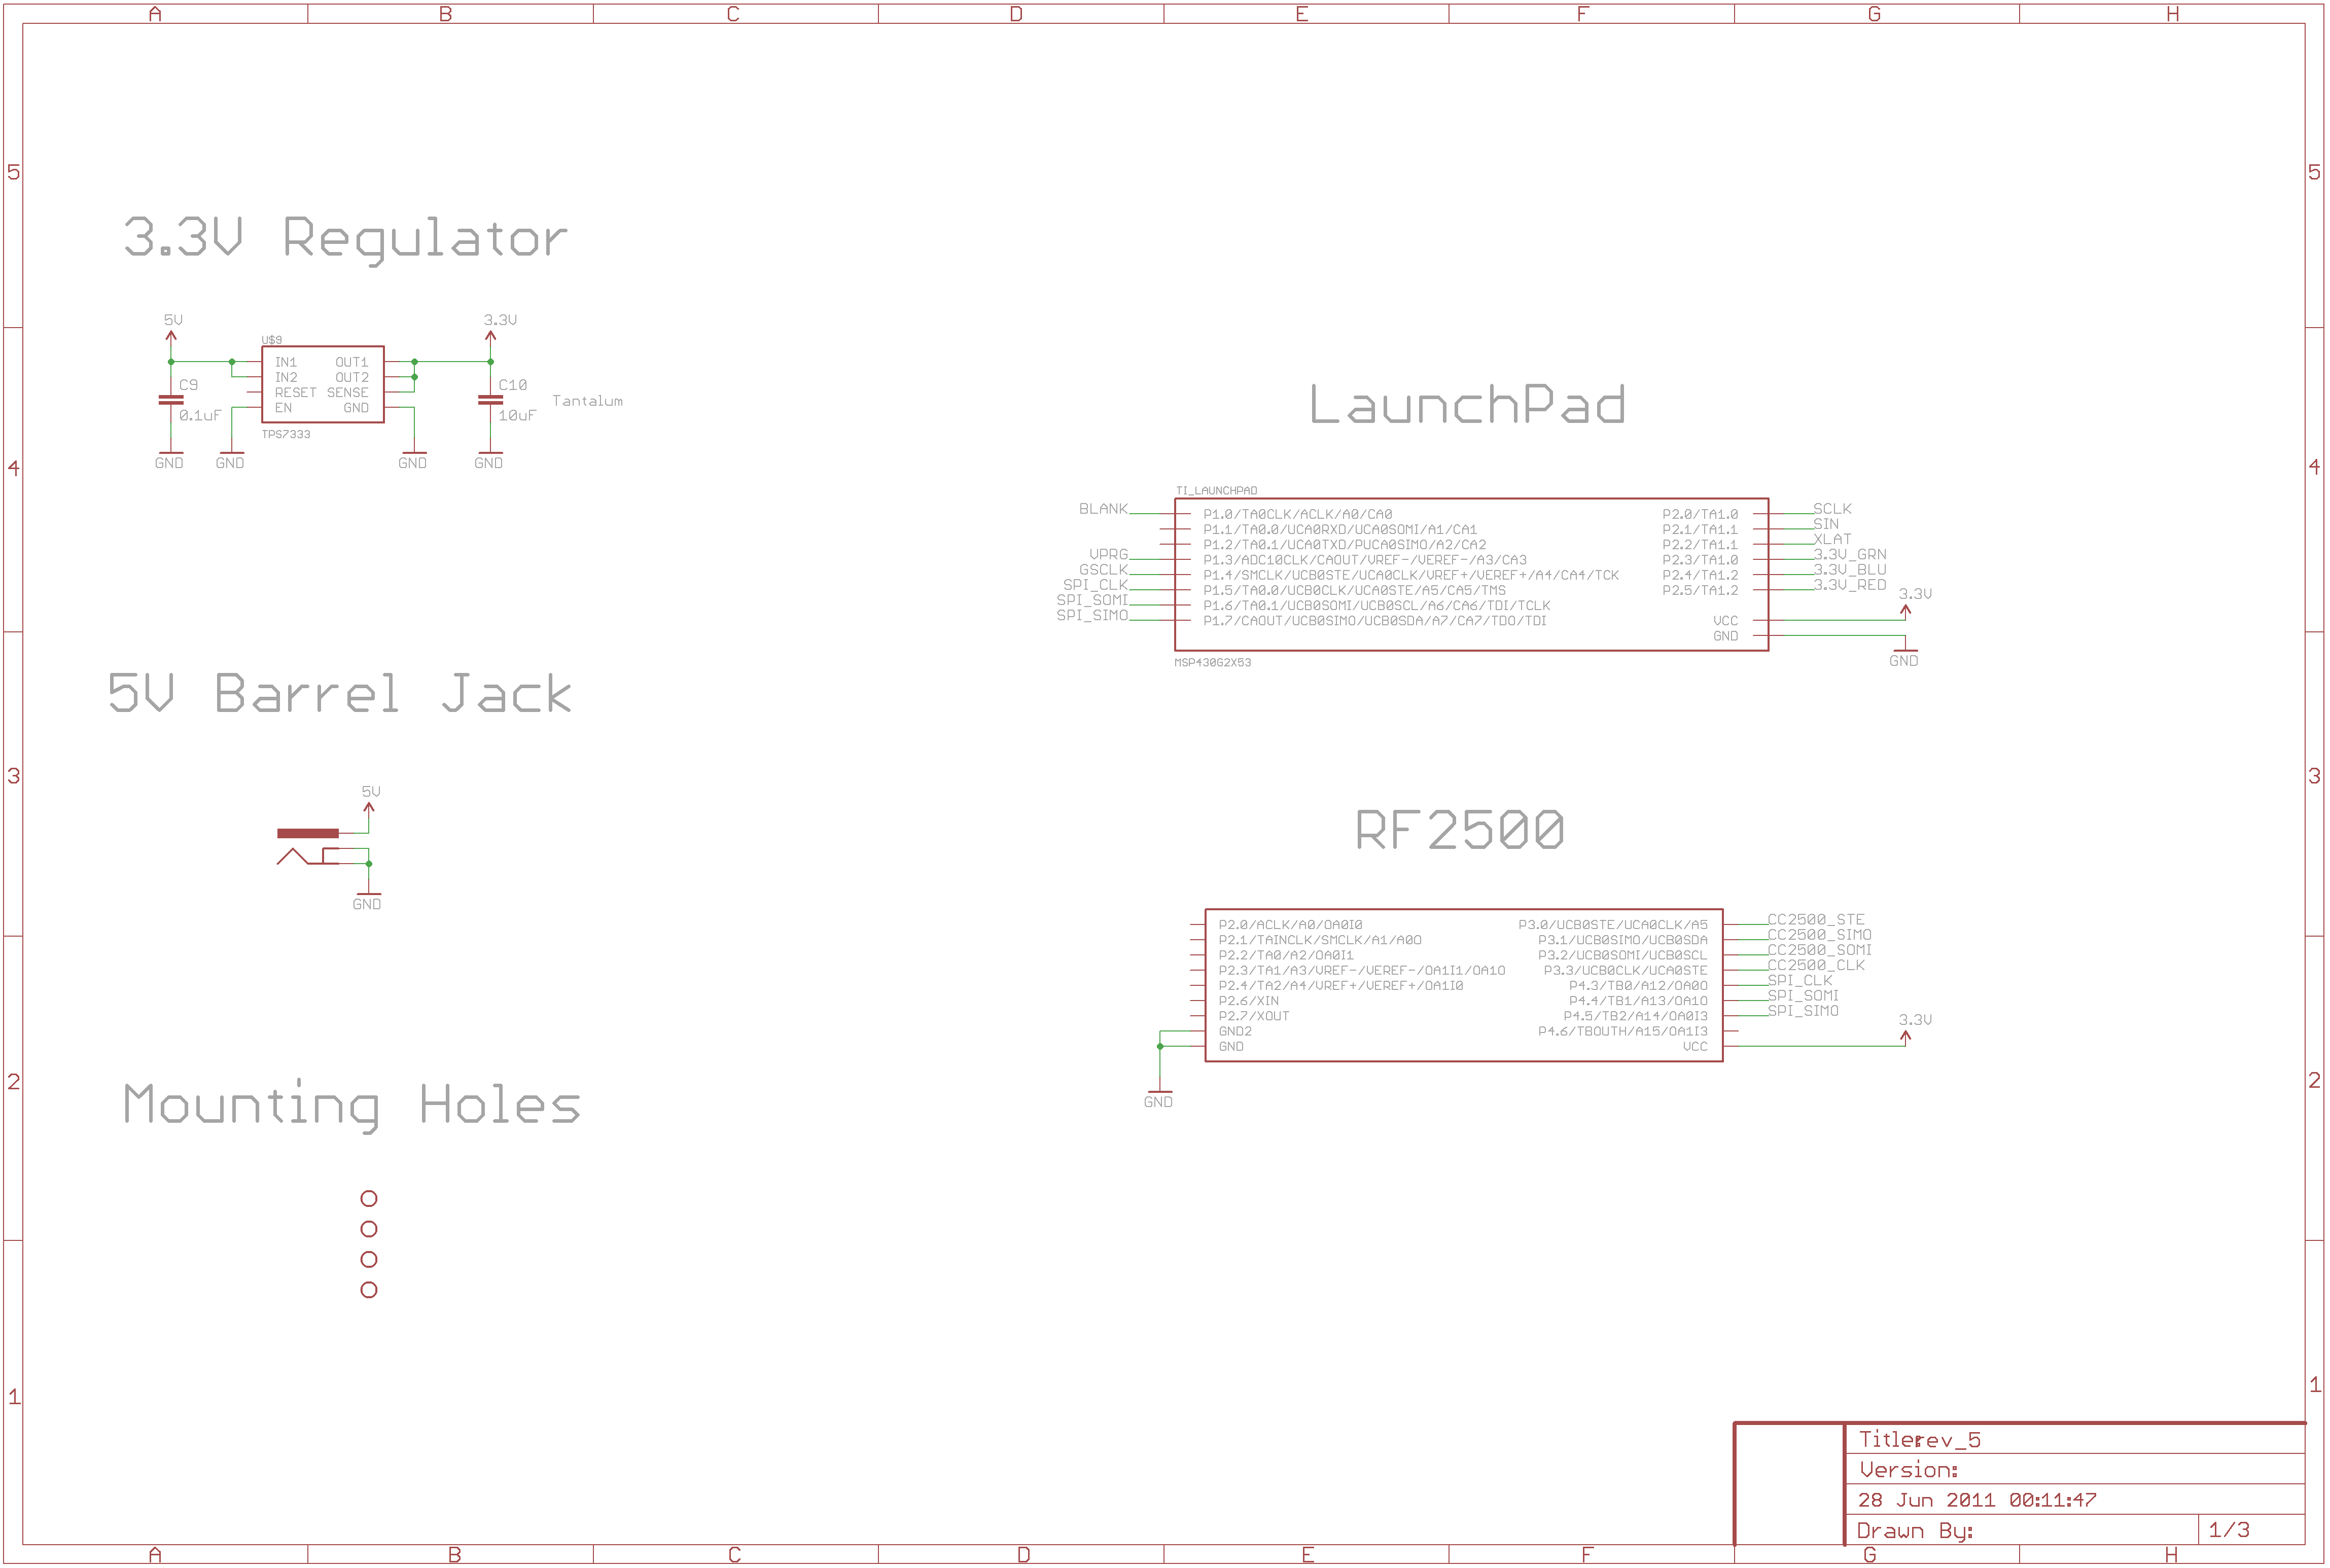 A B C D E F G H
5 5
3.3V Regulator
5V
3.3V
U$9
IN1 OUT1
IN2 OUT2
RESET SENSE
EN GND
TPS7333
C9
0.1uF
C10
10uF
Tantalum
GND GND GND GND
4 4
LaunchPad
TI_LAUNCHPAD
BLANK P1.0/TA0CLK/ACLK/A0/CA0 P2.0/TA1.0 SCLK
P1.1/TA0.0/UCA0RXD/UCA0SOMI/A1/CA1 P2.1/TA1.1 SIN
P1.2/TA0.1/UCA0TXD/PUCA0SIMO/A2/CA2 P2.2/TA1.1 XLAT
VPRG P1.3/ADC10CLK/CAOUT/VREF-/VEREF-/A3/CA3 P2.3/TA1.0 3.3V_GRN
GSCLK P1.4/SMCLK/UCB0STE/UCA0CLK/VREF+/VEREF+/A4/CA4/TCK P2.4/TA1.2 3.3V_BLU
SPI_CLK P1.5/TA0.0/UCB0CLK/UCA0STE/A5/CA5/TMS P2.5/TA1.2 3.3V_RED
SPI_SOMI P1.6/TA0.1/UCB0SOMI/UCB0SCL/A6/CA6/TDI/TCLK
SPI_SIMO P1.7/CAOUT/UCB0SIMO/UCB0SDA/A7/CA7/TDO/TDI
VCC 3.3V
GND GND
MSP430G2X53
5V Barrel Jack
5V
GND
3 3
RF2500
P2.0/ACLK/A0/OA0I0 P3.0/UCB0STE/UCA0CLK/A5 CC2500_STE
P2.1/TAINCLK/SMCLK/A1/A0O P3.1/UCB0SIMO/UCB0SDA CC2500_SIMO
P2.2/TA0/A2/OA0I1 P3.2/UCB0SOMI/UCB0SCL CC2500_SOMI
P2.3/TA1/A3/VREF-/VEREF-/OA1I1/OA1O P3.3/UCB0CLK/UCA0STE CC2500_CLK
P2.4/TA2/A4/VREF+/VEREF+/OA1I0 P4.3/TB0/A12/OA0O SPI_CLK
P2.6/XIN P4.4/TB1/A13/OA1O SPI_SOMI
P2.7/XOUT P4.5/TB2/A14/OA0I3 SPI_SIMO
GND2 P4.6/TBOUTH/A15/OA1I3
GND VCC 3.3V
GND
2 2
Mounting Holes
1 1
Title:rev_5
Version:
28 Jun 2011 00:11:47
Drawn By: 1/3
A B C D E F G H